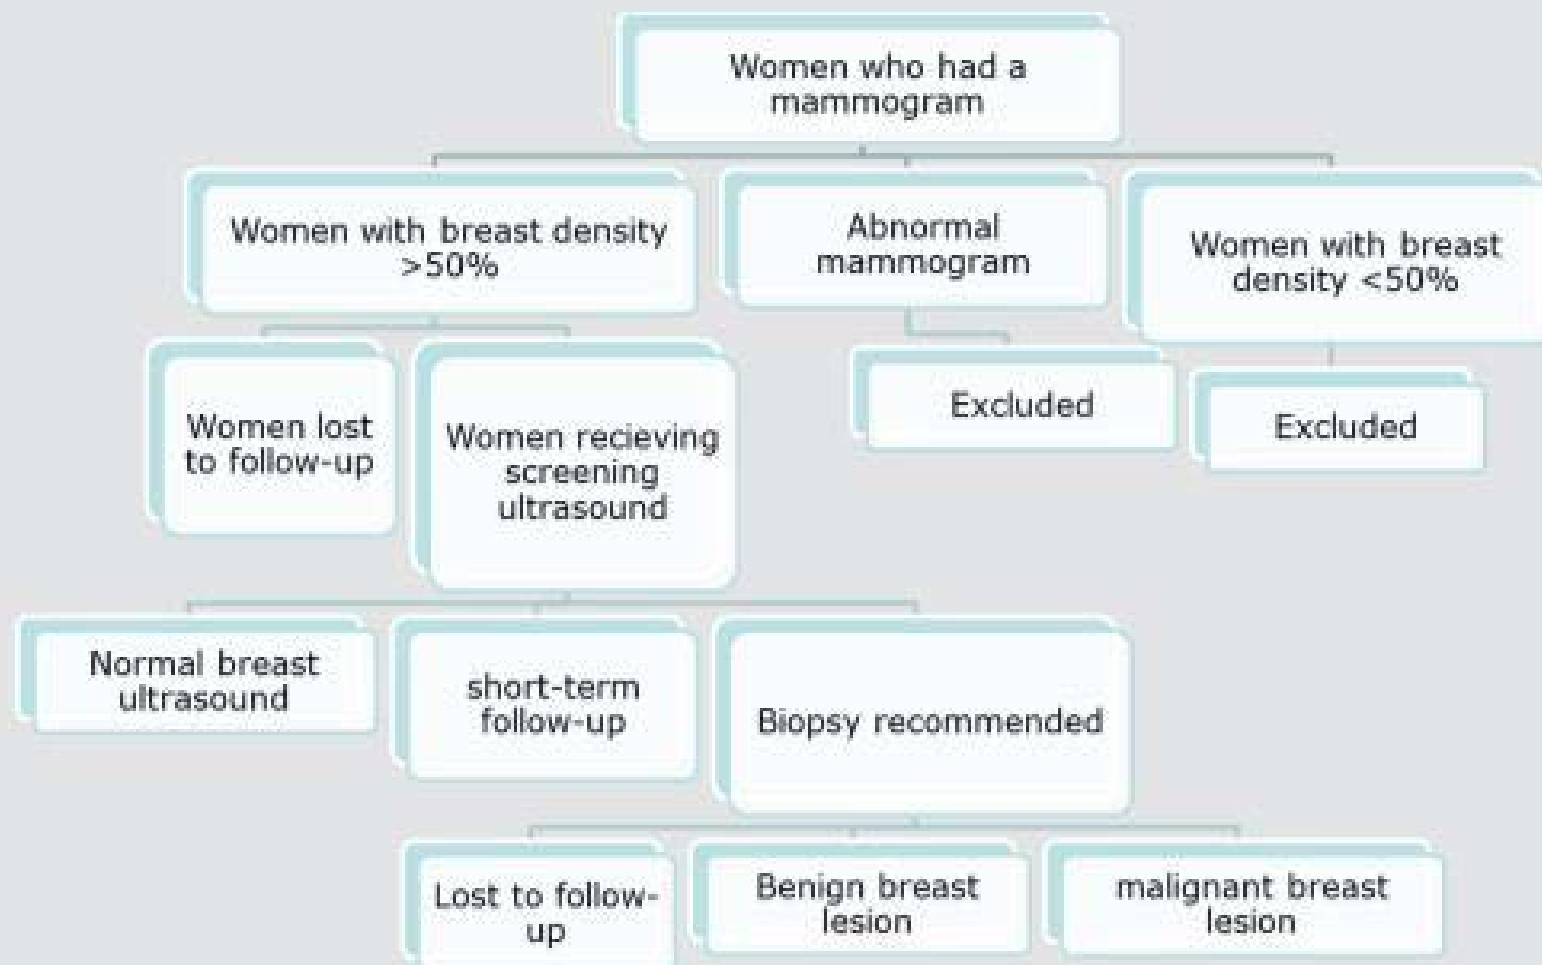 Women who had a
mammogram
Women with breast density
>50%
Abnormal
mammogram
Women with breast
density <50%
Women lost
to follow-up
Women recieving
screening
ultrasound
Excluded
Excluded
Normal breast
ultrasound
short-term
follow-up
Biopsy recommended
Lost to follow-
up
Benign breast
lesion
malignant breast
lesion